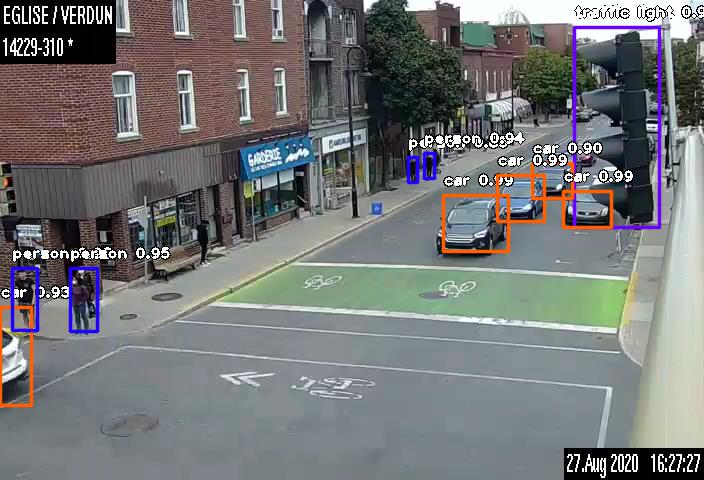 EGLISE / VERDUN
14229-310 *
traffic light 0.9
person 0.94
car 0.90
car 0.99
car 0.99
car 0.99
GARDERIE
person
person 0.95
car 0.93
27.Aug 2020 16:27:27